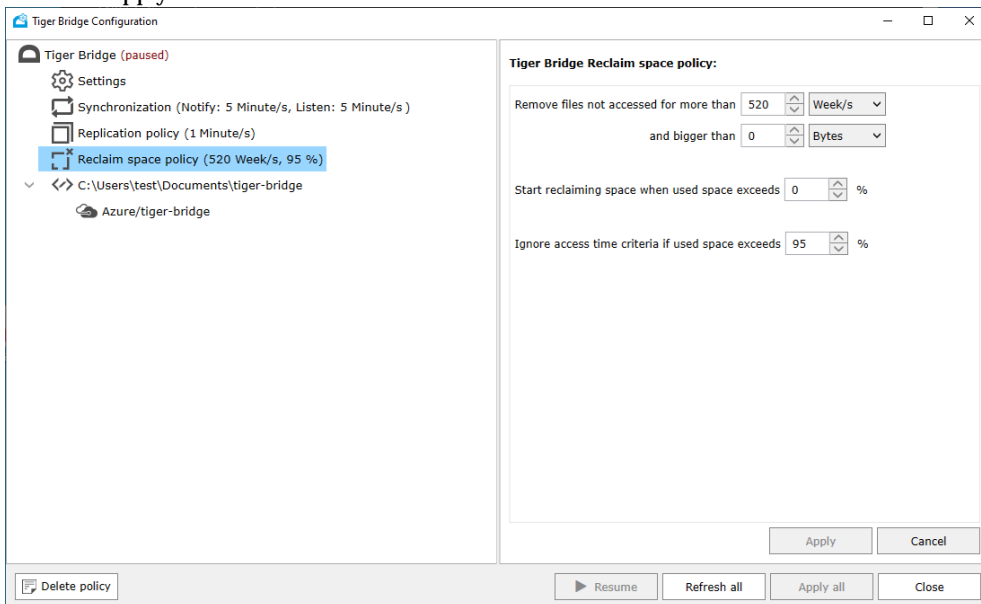 Tiger Bridge Configuration
Tiger Bridge (paused)
Settings
Synchronization (Notify: 5 Minute/s, Listen: 5 Minute/s )
Replication policy (1 Minute/s)
Reclaim space policy (520 Week/s, 95 %)
C:\Users\test\Documents\tiger-bridge
Azure/tiger-bridge
Tiger Bridge Reclaim space policy:
Remove files not accessed for more than 520 Week/s
and bigger than 0 Bytes
Start reclaiming space when used space exceeds 0 %
Ignore access time criteria if used space exceeds 95 %
Apply Cancel
Delete policy Resume Refresh all Apply all Close